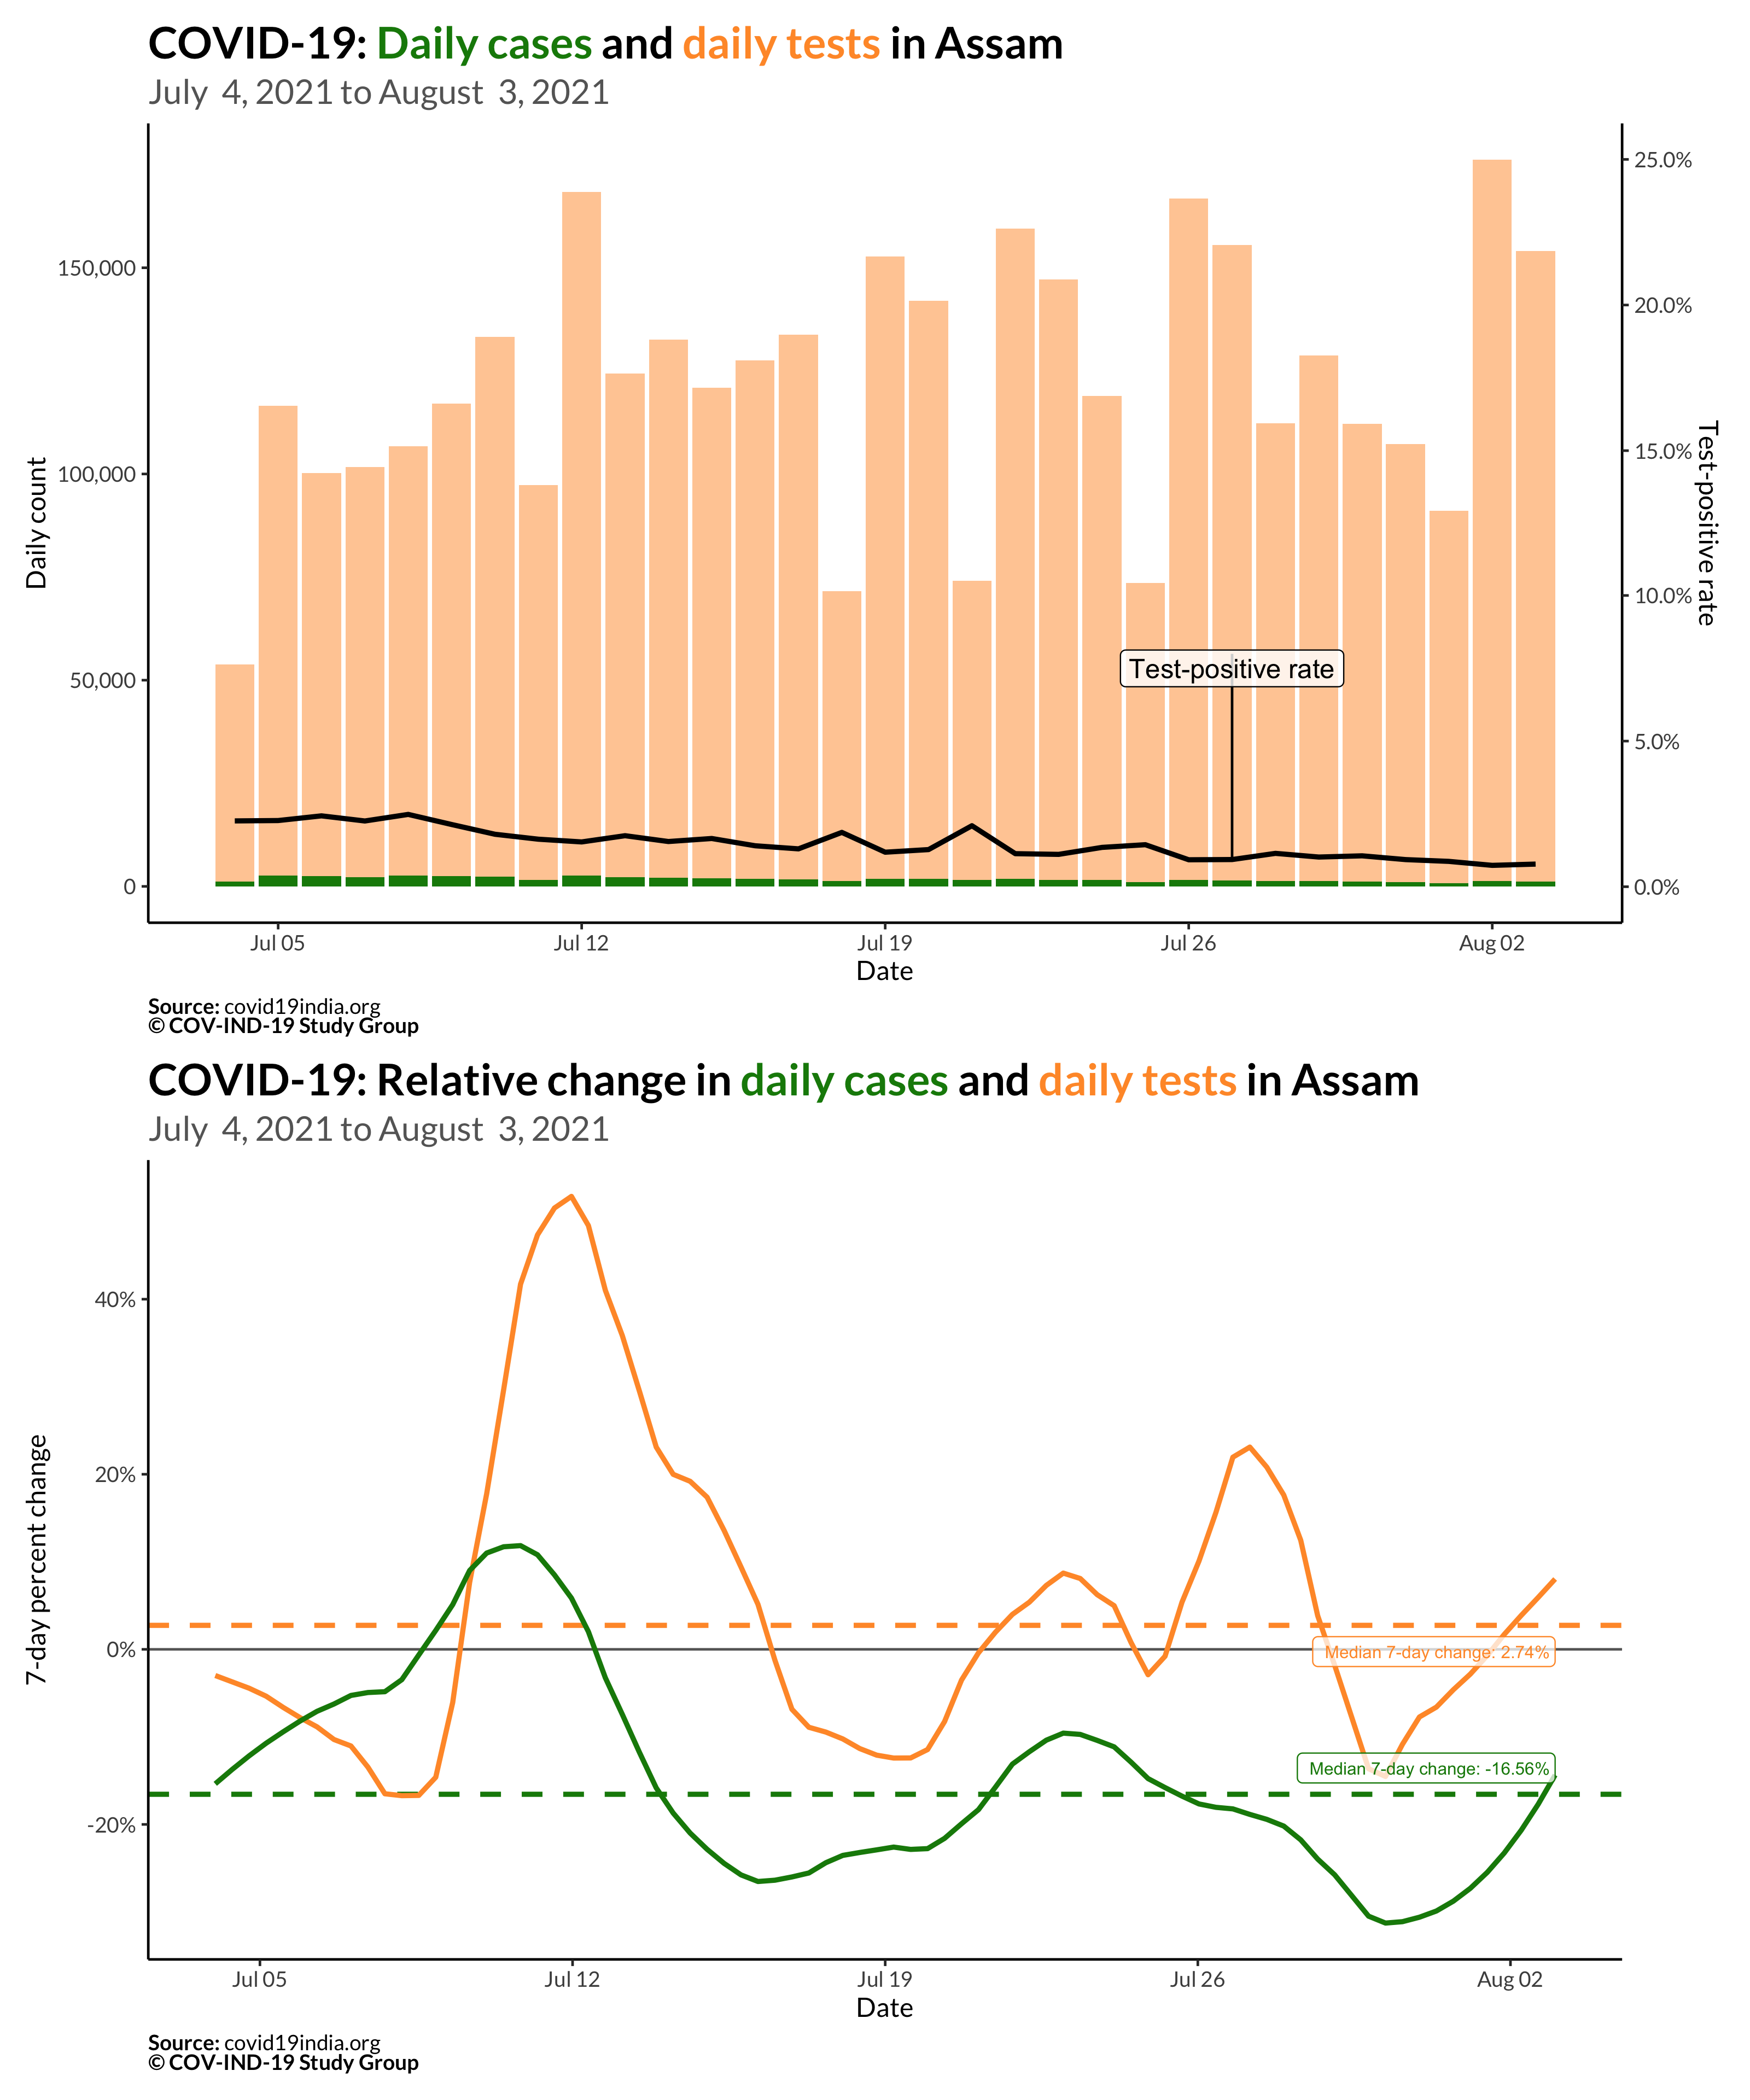 COVID-19: Daily cases and daily tests in Assam
July 4, 2021 to August 3, 2021
Daily count
150,000
100,000
50,000
0
25.0%
20.0%
15.0%
10.0%
5.0%
0.0%
Test-positive rate
Test-positive rate
Jul 05
Jul 12
Jul 19
Jul 26
Aug 02
Date
Source: covid19india.org
© COV-IND-19 Study Group
COVID-19: Relative change in daily cases and daily tests in Assam
July 4, 2021 to August 3, 2021
7-day percent change
40%
20%
0%
-20%
Median 7-day change: 2.74%
Median 7-day change: -16.56%
Jul 05
Jul 12
Jul 19
Jul 26
Aug 02
Date
Source: covid19india.org
© COV-IND-19 Study Group